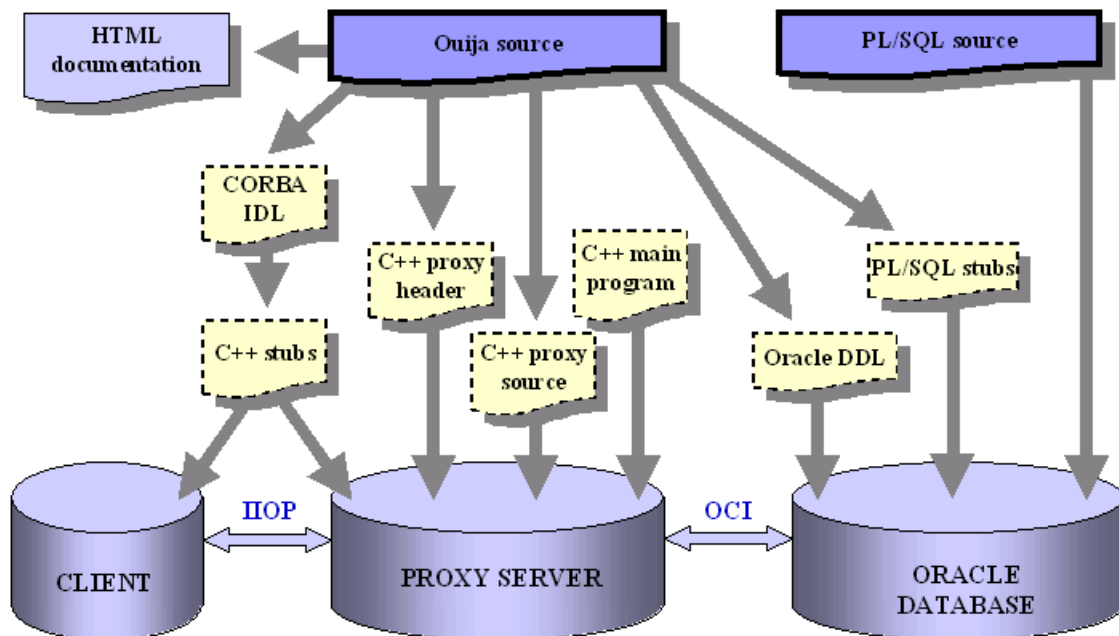 HTML
documentation
Ouija source
PL/SQL source
CORBA
IDL
C++ proxy
header
C++ main
program
PL/SQL stubs
C++ stubs
C++ proxy
source
Oracle DDL
IIOP
OCI
CLIENT
PROXY SERVER
ORACLE
DATABASE